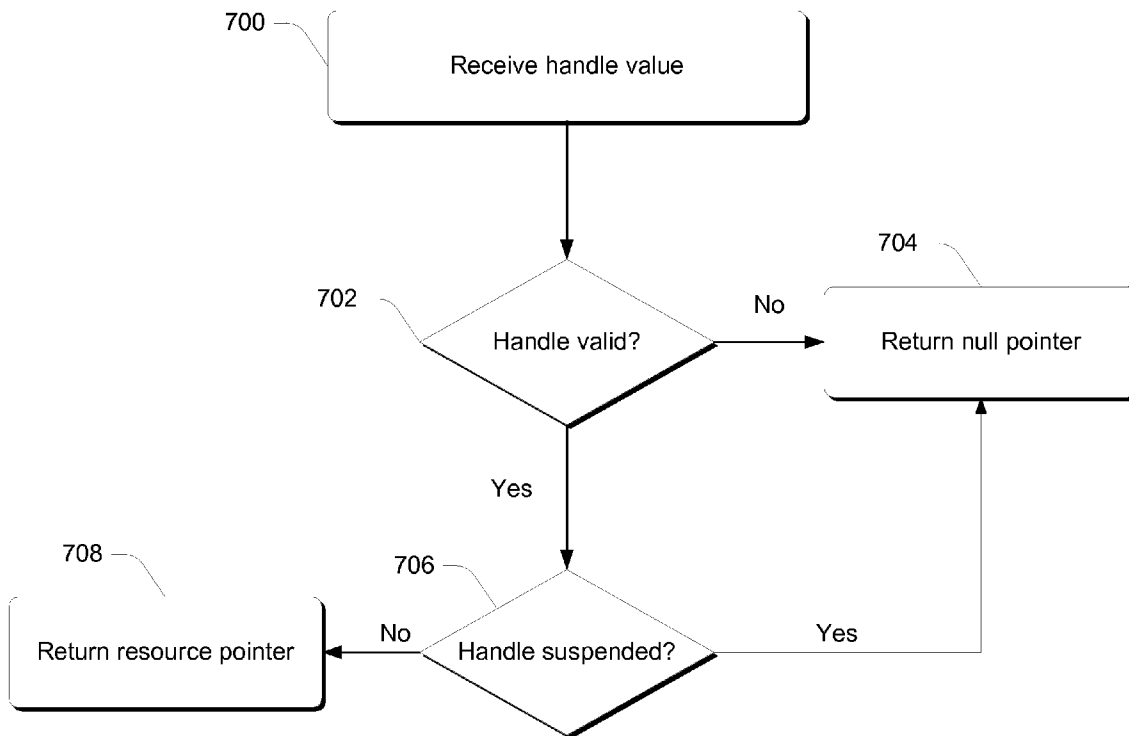 700
Receive handle value
702
Handle valid?
No
704
Return null pointer
Yes
706
Handle suspended?
Yes
No
708
Return resource pointer